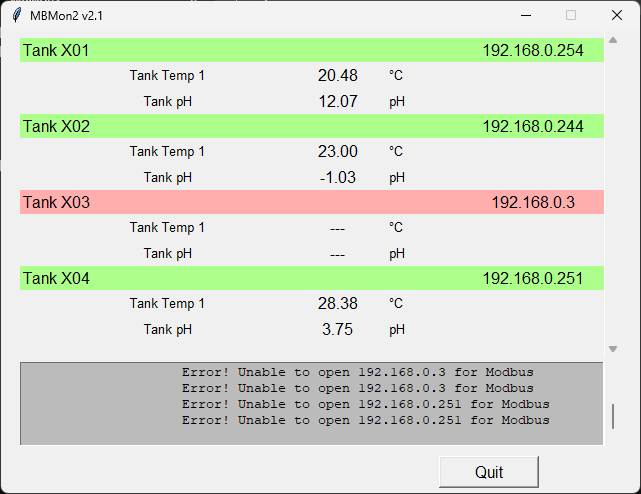 MBMon2 v2.1
Tank X01 192.168.0.254
Tank Temp 1 20.48 °C
Tank pH 12.07 pH
Tank X02 192.168.0.244
Tank Temp 1 23.00 °C
Tank pH -1.03 pH
Tank X03 192.168.0.3
Tank Temp 1 --- °C
Tank pH --- pH
Tank X04 192.168.0.251
Tank Temp 1 28.38 °C
Tank pH 3.75 pH
Error! Unable to open 192.168.0.3 for Modbus
Error! Unable to open 192.168.0.3 for Modbus
Error! Unable to open 192.168.0.251 for Modbus
Error! Unable to open 192.168.0.251 for Modbus
Quit